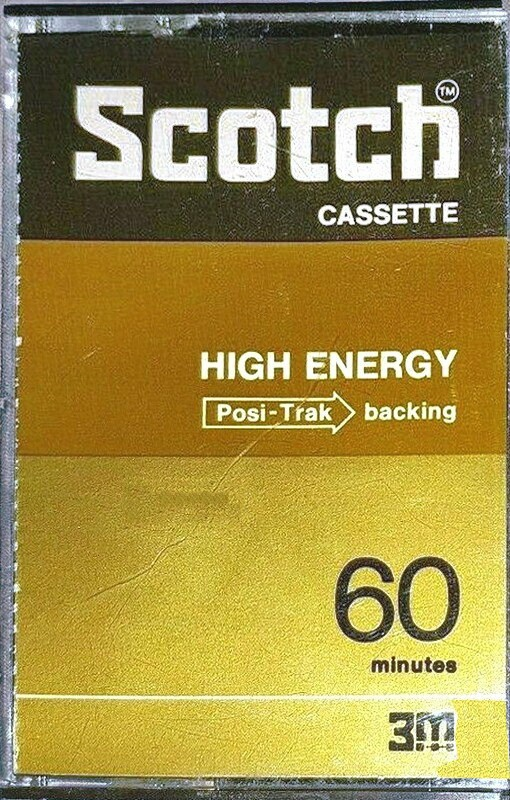 Scotch™
CASSETTE
HIGH ENERGY
Posi-Trak backing
60
minutes
3M